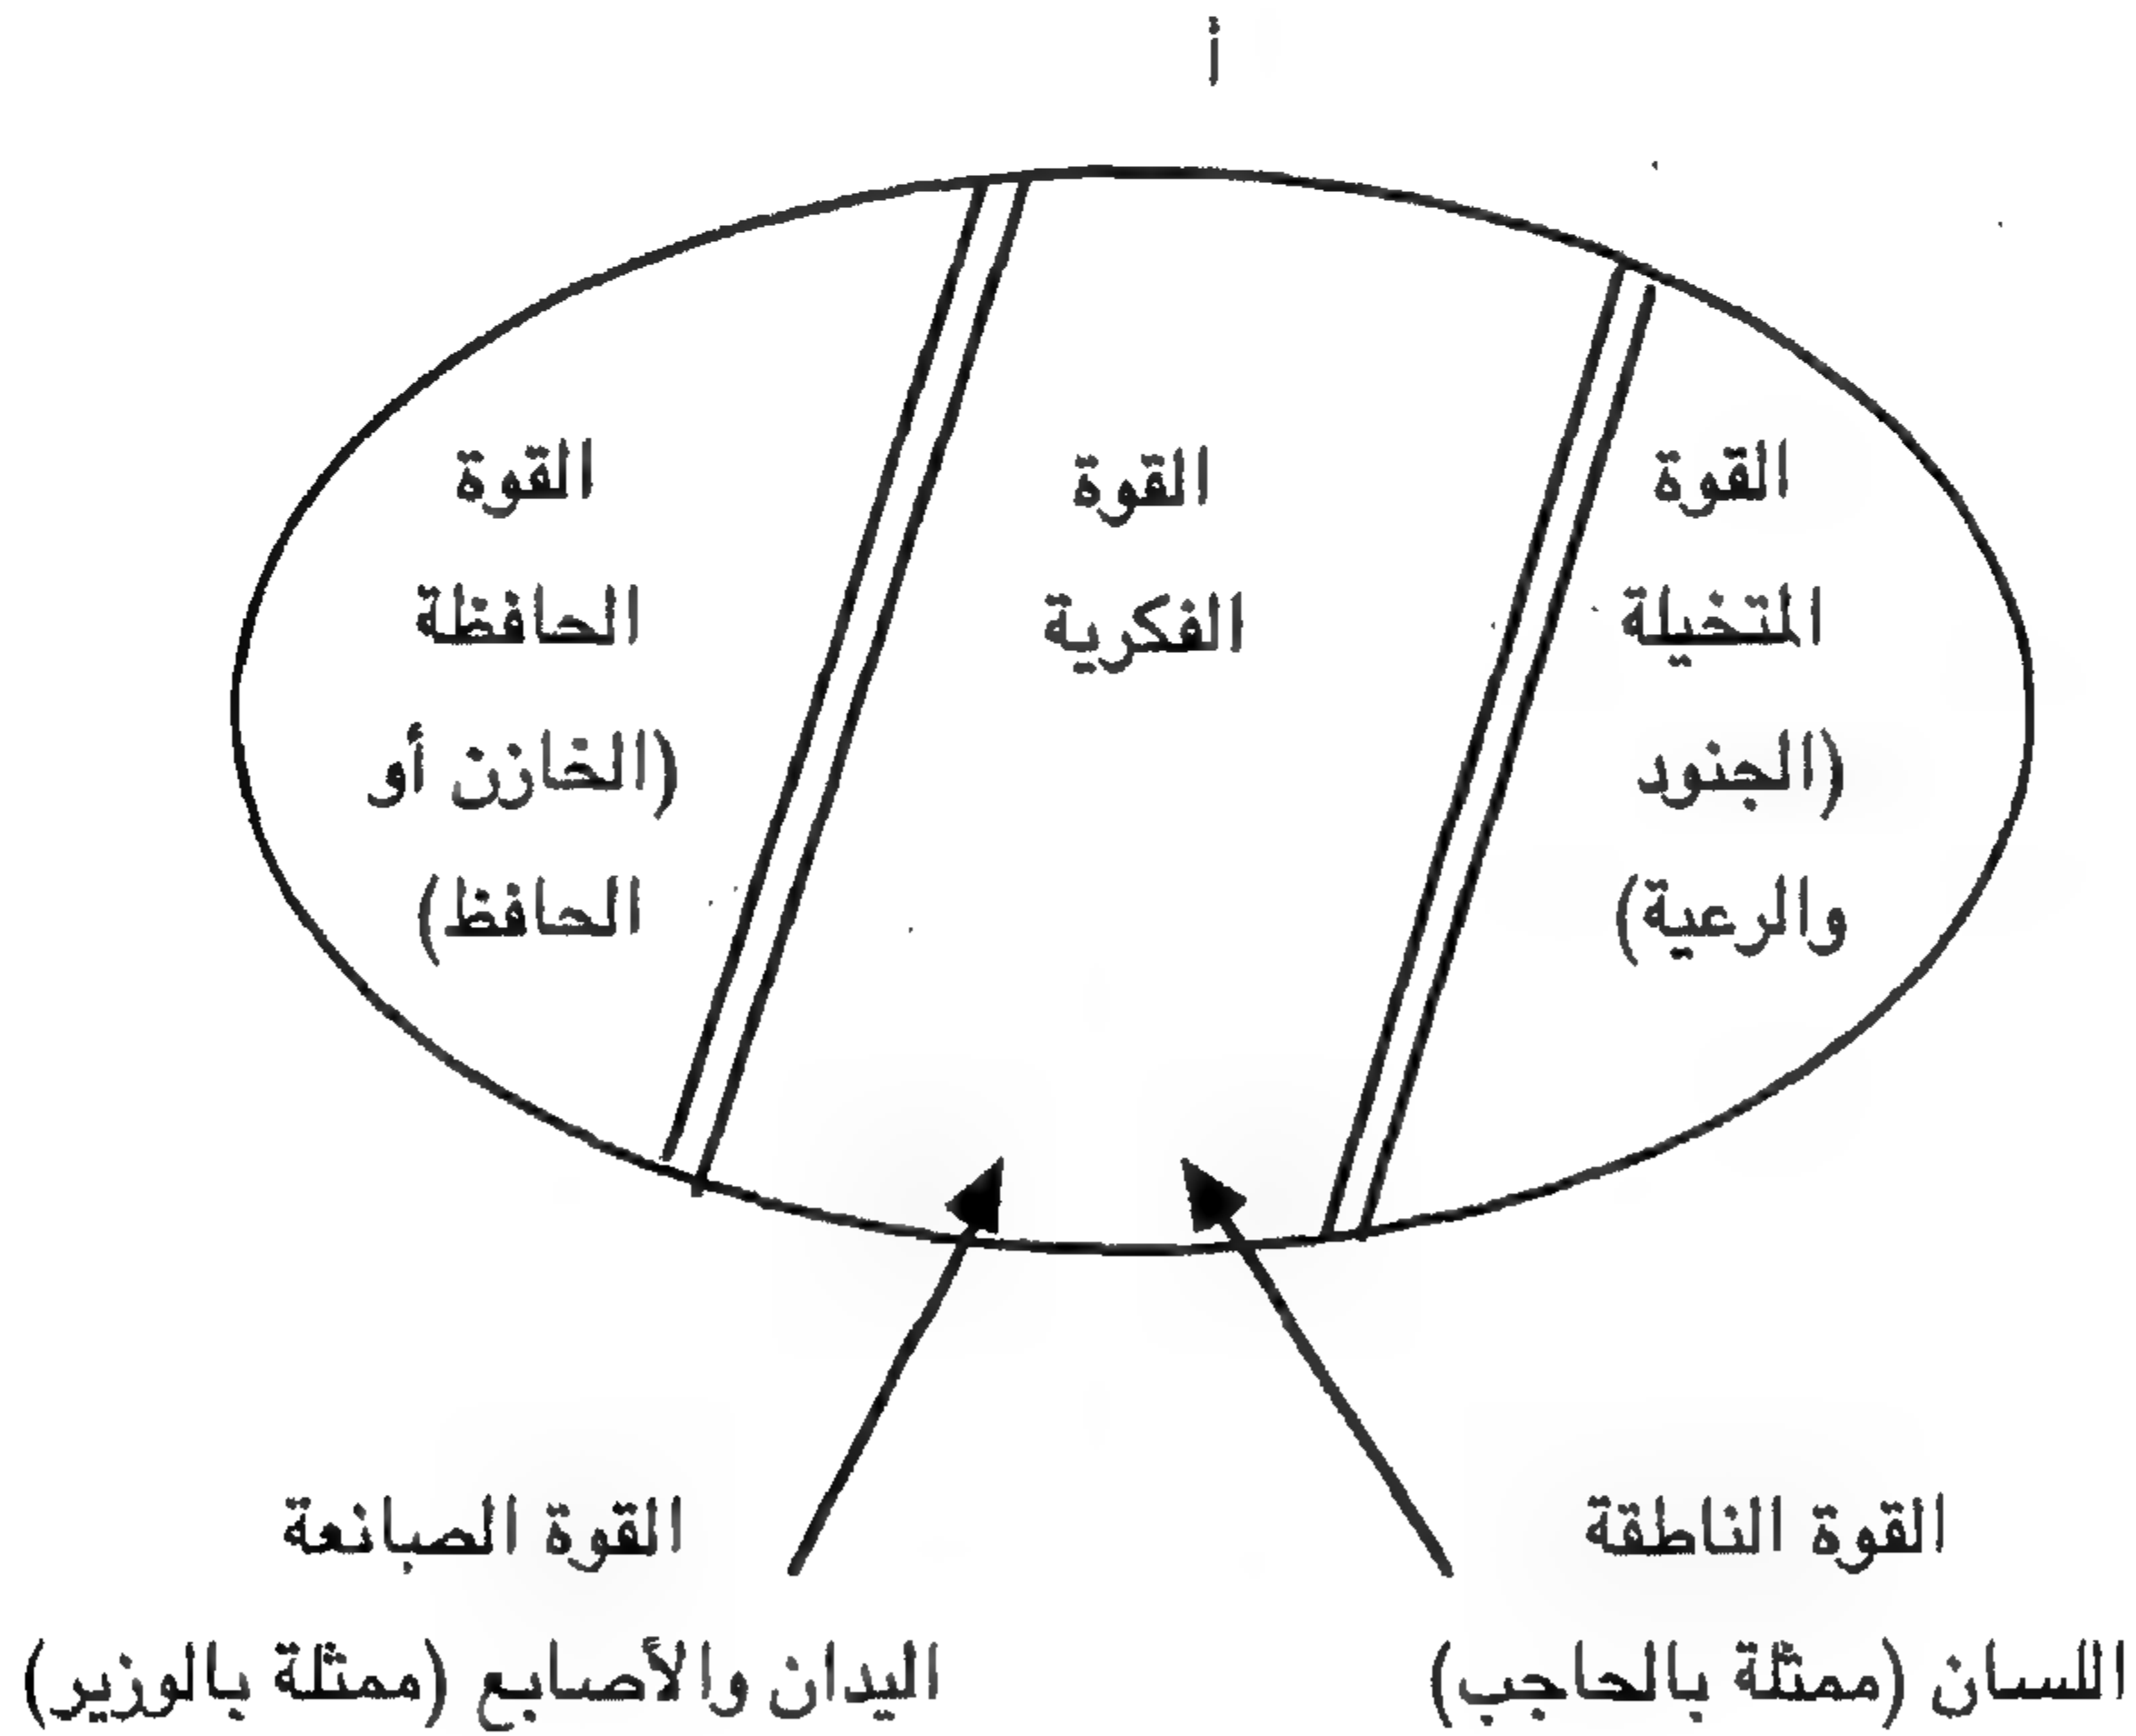 أ
القوة
المتخيلة
(الجنود
والرعية)
القوة
الفكرية
القوة
الحافظة
(الخازن أو
الحافظ)
القوة الناطقة
اللسان (ممثلة بالحاجب)
القوة الصانعة
اليدان والأصابع (ممثلة بالوزير)